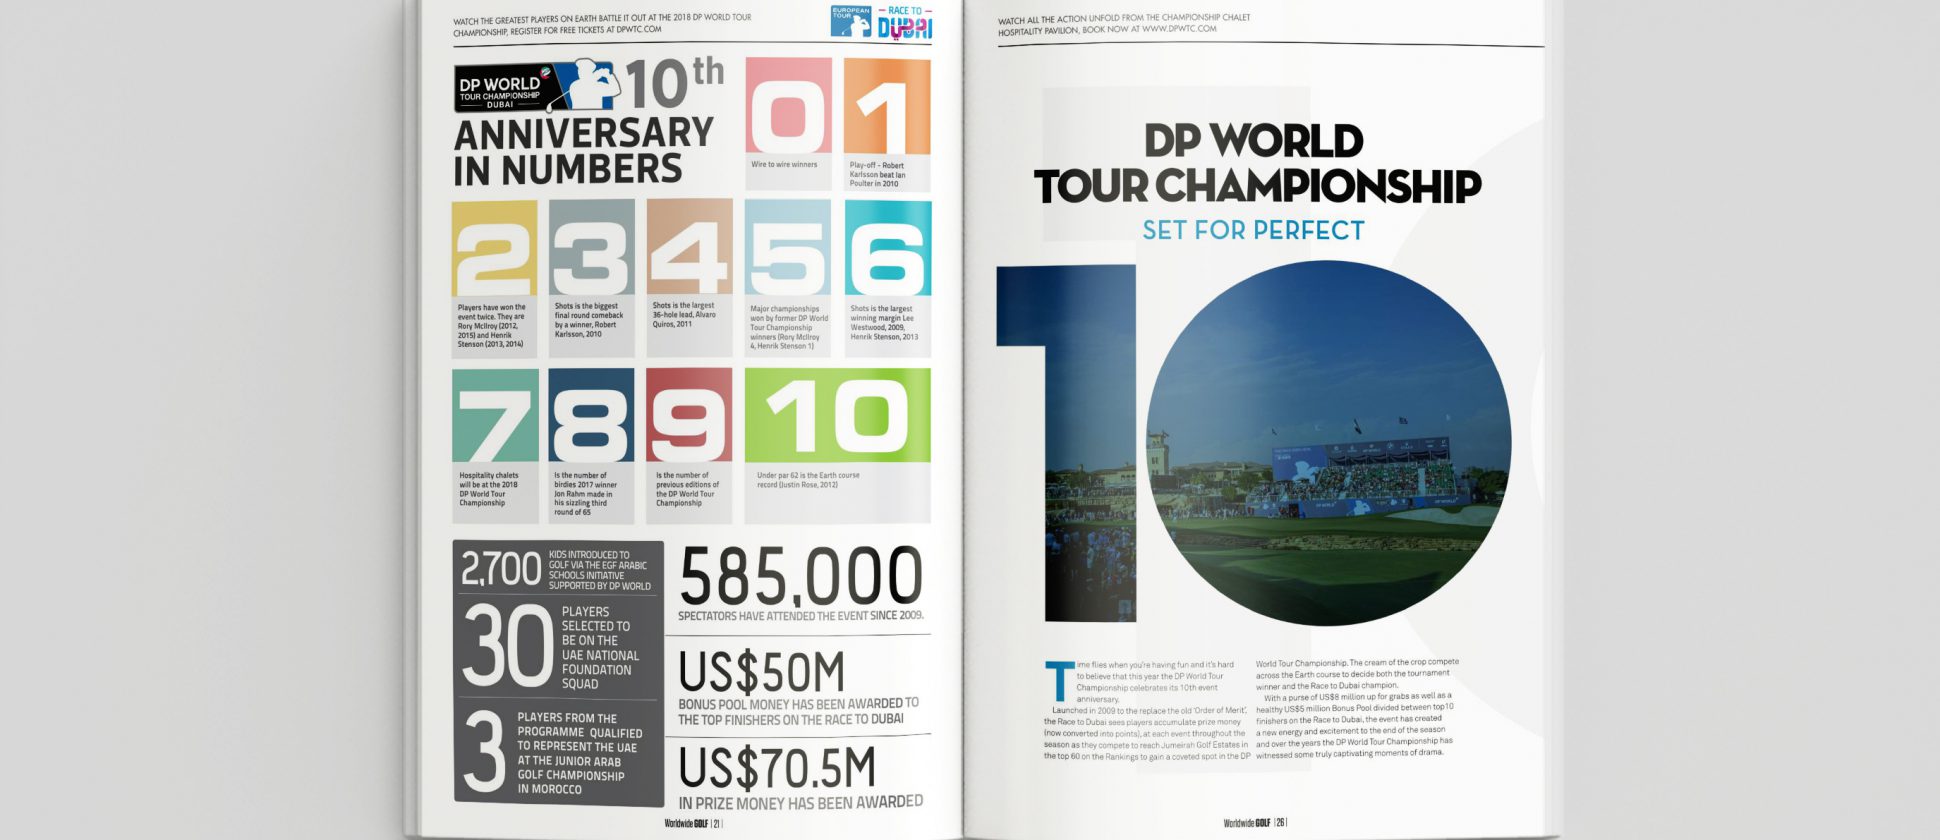 WATCH THE GREATEST PLAYERS ON EARTH BATTLE IT OUT AT THE 2018 DP WORLD TOUR
CHAMPIONSHIP, REGISTER FOR FREE TICKETS AT DPWTC.COM
EUROPEAN
TOUR
RACE TO
DUBAI
DP WORLD
TOUR CHAMPIONSHIP
DUBAI
10th
ANNIVERSARY
IN NUMBERS
0
Wire to wire winners
1
Play-off - Robert
Karlsson beat Ian
Poulter in 2010
2
Players have won the
event twice. They are
Rory McIlroy (2012,
2015) and Henrik
Stenson (2013, 2014)
3
Shots is the biggest
final round comeback
by a winner, Robert
Karlsson, 2010
4
Shots is the largest
36-hole lead, Alvaro
Quiros, 2011
5
Major championships
won by former DP World
Tour Championship
winners (Rory McIlroy
4, Henrik Stenson 1)
6
Shots is the largest
winning margin Lee
Westwood, 2009,
Henrik Stenson, 2013
7
Hospitality chalets
will be at the 2018
DP World Tour
Championship
8
Is the number of
birdies 2017 winner
Jon Rahm made in
his sizzling third
round of 65
9
Is the number of
previous editions of
the DP World Tour
Championship
10
Under par 62 is the Earth course
record (Justin Rose, 2012)
2,700
KIDS INTRODUCED TO
GOLF VIA THE EGF ARABIC
SCHOOLS INITIATIVE
SUPPORTED BY DP WORLD
30
PLAYERS
SELECTED TO
BE ON THE
UAE NATIONAL
FOUNDATION
SQUAD
3
PLAYERS FROM THE
PROGRAMME QUALIFIED
TO REPRESENT THE UAE
AT THE JUNIOR ARAB
GOLF CHAMPIONSHIP
IN MOROCCO
585,000
SPECTATORS HAVE ATTENDED THE EVENT SINCE 2009.
US$50M
BONUS POOL MONEY HAS BEEN AWARDED TO
THE TOP FINISHERS ON THE RACE TO DUBAI
US$70.5M
IN PRIZE MONEY HAS BEEN AWARDED
Worldwide GOLF | 21 |
WATCH ALL THE ACTION UNFOLD FROM THE CHAMPIONSHIP CHALET
HOSPITALITY PAVILION, BOOK NOW AT WWW.DPWTC.COM
DP WORLD
TOUR CHAMPIONSHIP
SET FOR PERFECT
10
DP WORLD
Time flies when you're having fun and it's hard
to believe that this year the DP World Tour
Championship celebrates its 10th event
anniversary.
Launched in 2009 to the replace the old 'Order of Merit',
the Race to Dubai sees players accumulate prize money
(now converted into points), at each event throughout the
season as they compete to reach Jumeirah Golf Estates in
the top 60 on the Rankings to gain a coveted spot in the DP
World Tour Championship. The cream of the crop compete
across the Earth course to decide both the tournament
winner and the Race to Dubai champion.
With a purse of US$8 million up for grabs as well as a
healthy US$5 million Bonus Pool divided between top10
finishers on the Race to Dubai, the event has created
a new energy and excitement to the end of the season
and over the years the DP World Tour Championship has
witnessed some truly captivating moments of drama.
Worldwide GOLF | 26 |